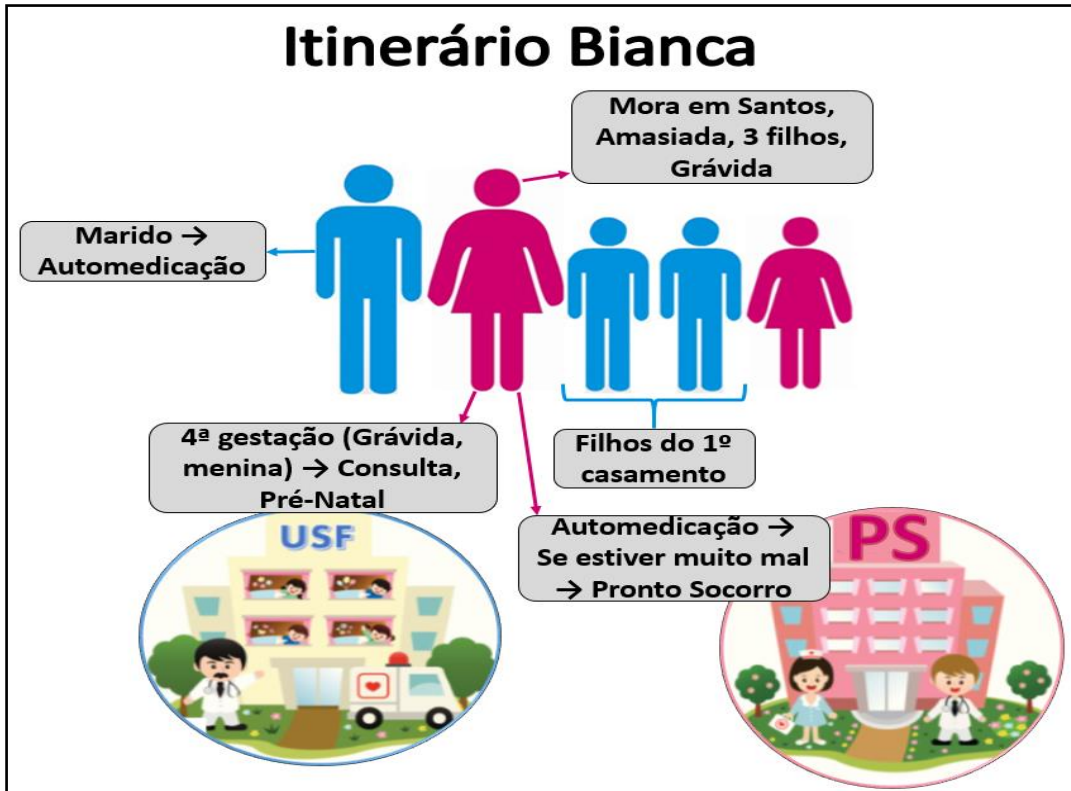 Itinerário Bianca
Mora em Santos,
Amasiada, 3 filhos,
Grávida
Marido →
Automedicação
4ª gestação (Grávida,
menina) → Consulta,
Pré-Natal
Filhos do 1º
casamento
Automedicação →
Se estiver muito mal
→ Pronto Socorro
USF
PS